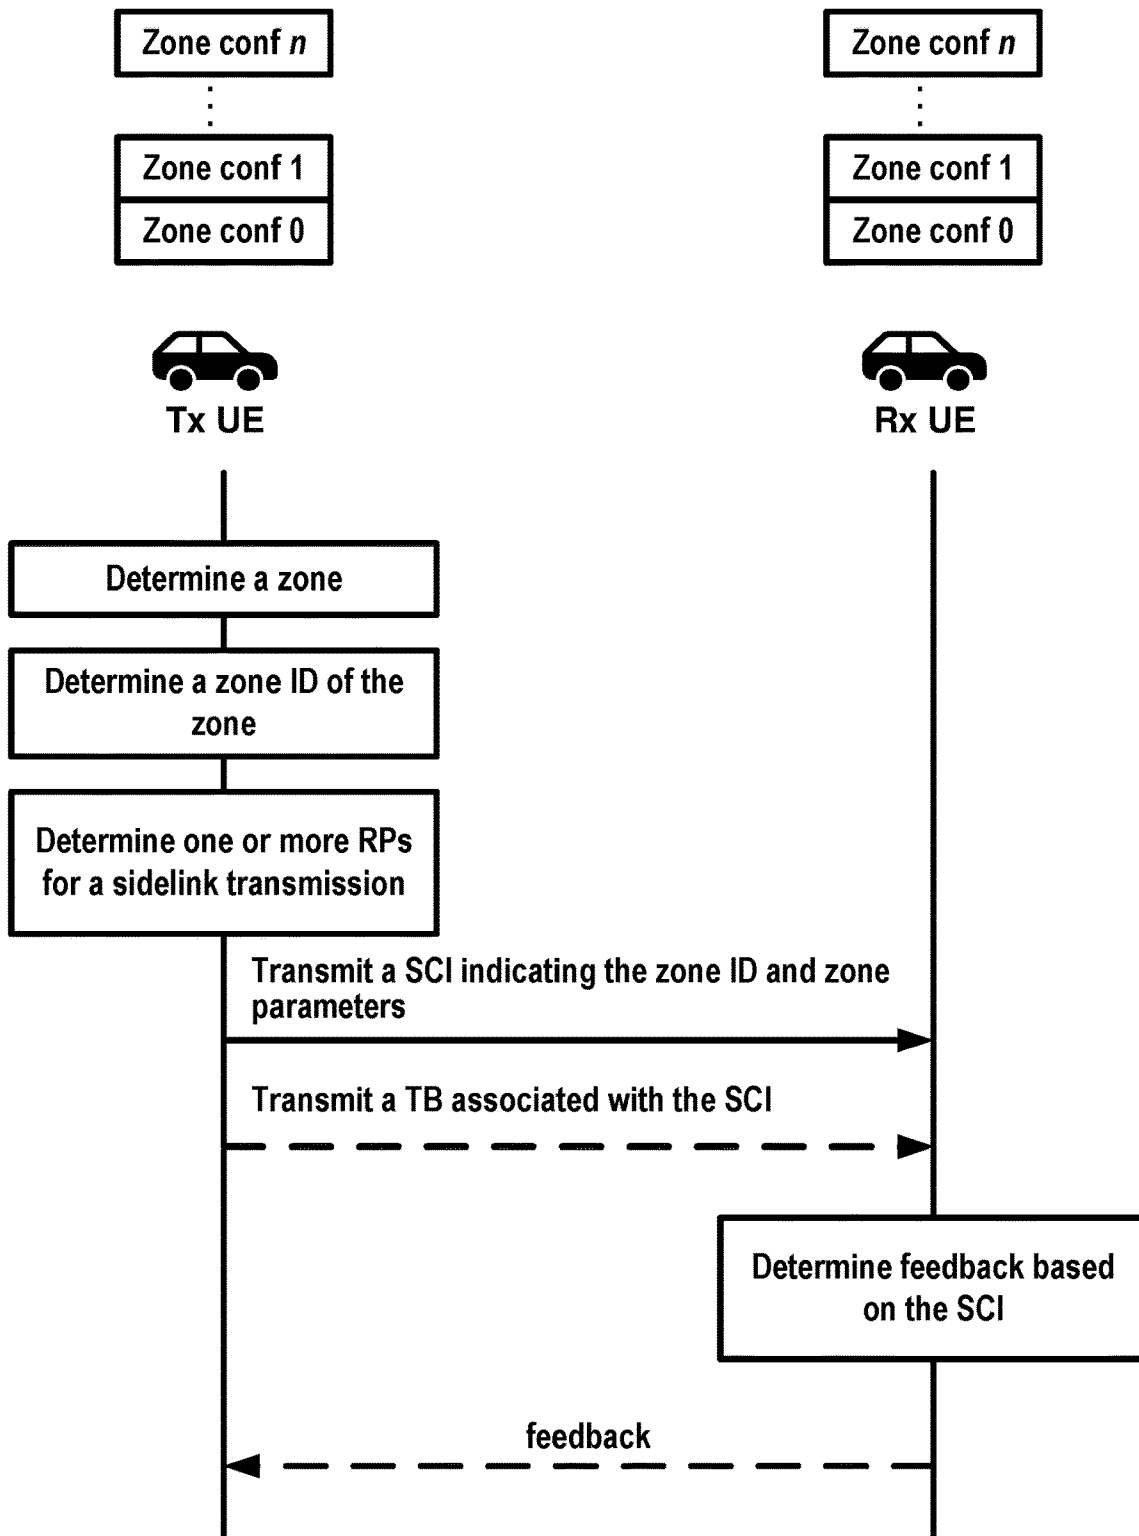 Zone conf n
Zone conf n
Zone conf 1
Zone conf 1
Zone conf 0
Zone conf 0
Tx UE
Rx UE
Determine a zone
Determine a zone ID of the
zone
Determine one or more RPs
for a sidelink transmission
Transmit a SCI indicating the zone ID and zone
parameters
Transmit a TB associated with the SCI
Determine feedback based
on the SCI
feedback